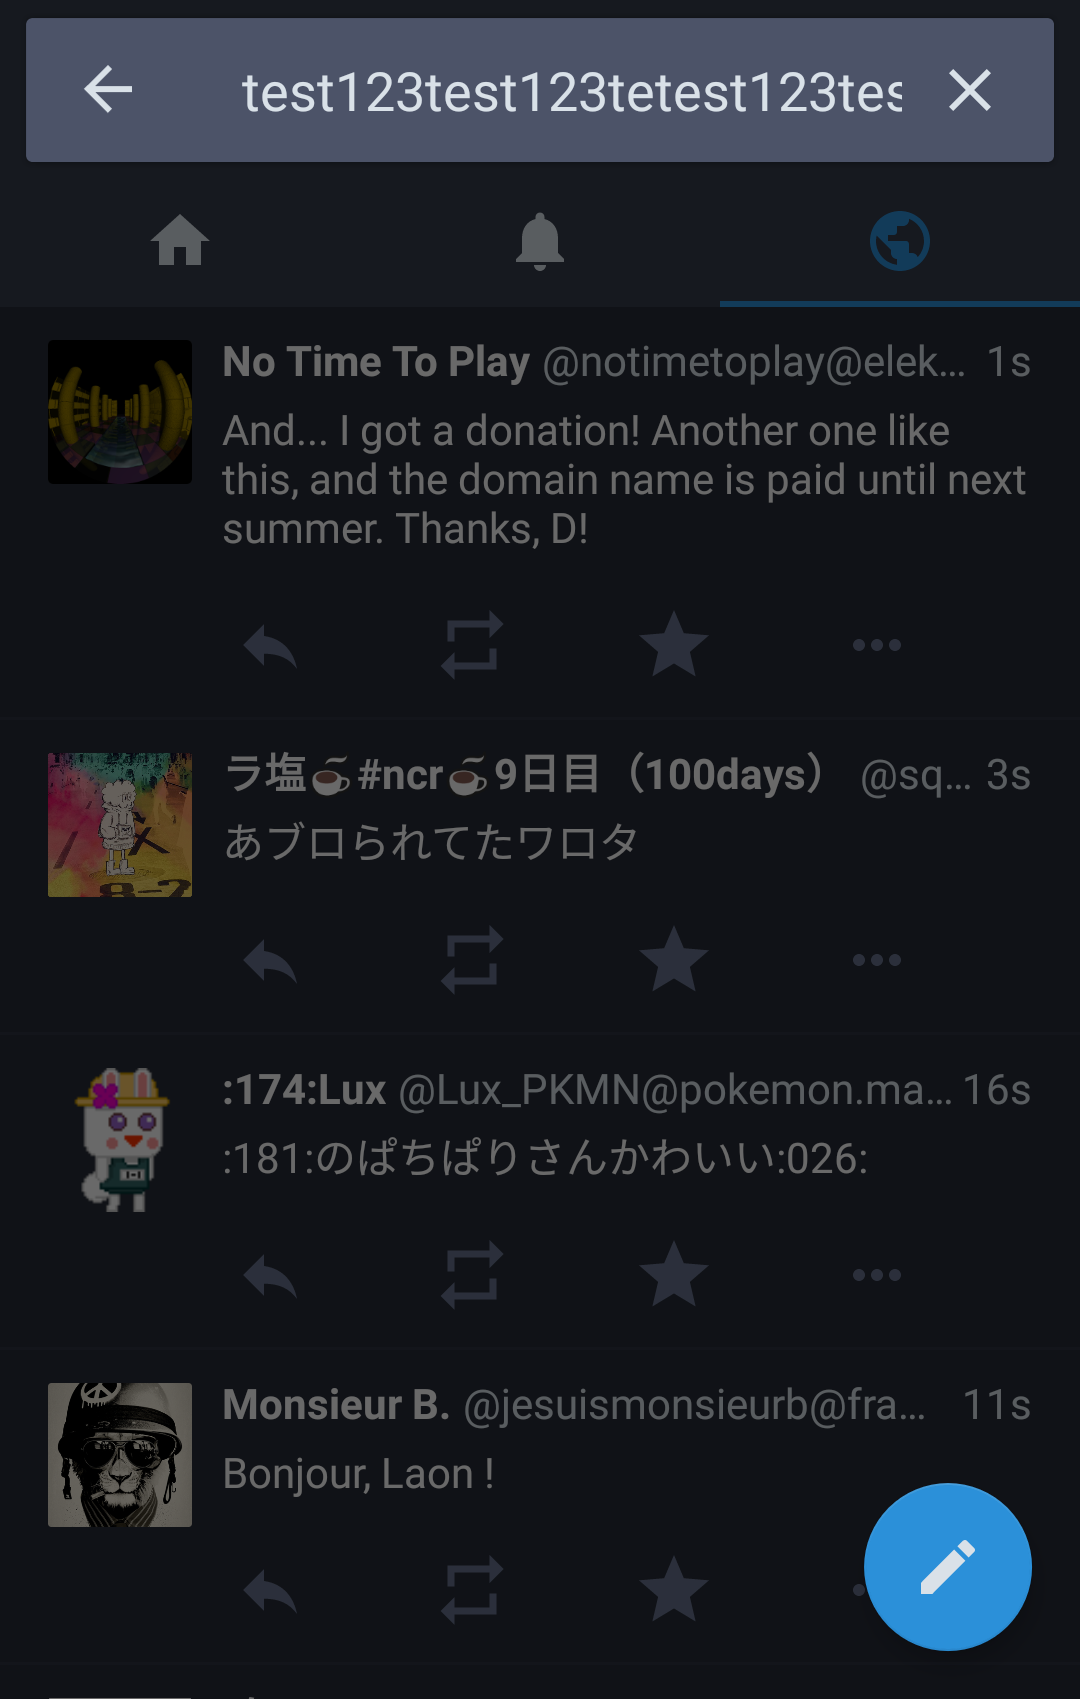 test123test123tetest123tes
No Time To Play @notimetoplay@elek... 1s
And... I got a donation! Another one like
this, and the domain name is paid until next
summer. Thanks, D!
ラ塩☕#ncr☕9日目（100days） @sq... 3s
あブロられてたワロタ
:174:Lux @Lux_PKMN@pokemon.ma... 16s
:181:のぱちぱりさんかわいい:026:
Monsieur B. @jesuismonsieurb@fra... 11s
Bonjour, Laon !